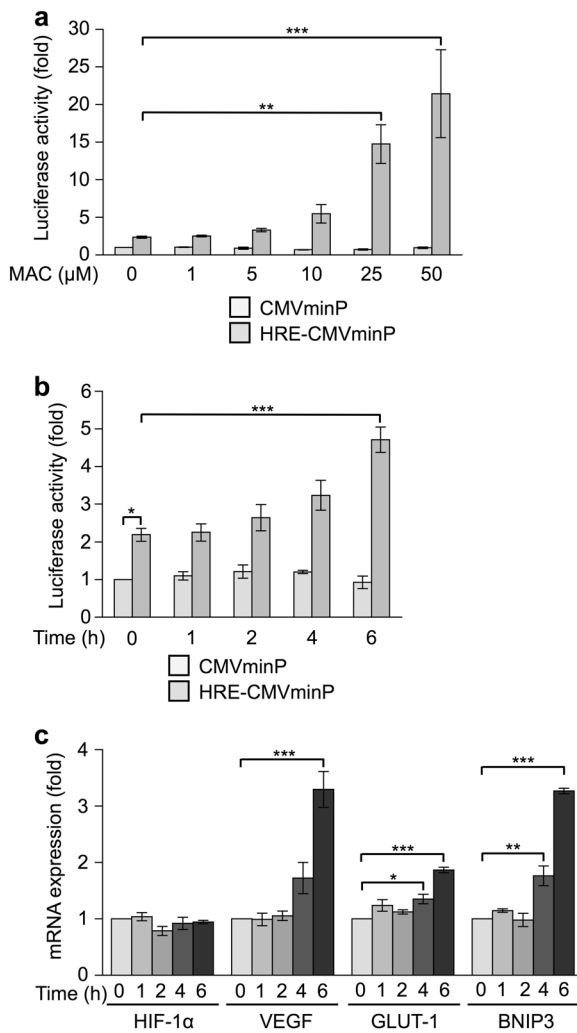 a
Luciferase activity (fold)
30
25
20
15
10
5
0
***
**
MAC (µM) 0 1 5 10 25 50
CMVminP
HRE-CMVminP
b
Luciferase activity (fold)
6
5
4
3
2
1
0
***
*
Time (h) 0 1 2 4 6
CMVminP
HRE-CMVminP
c
mRNA expression (fold)
4
3
2
1
0
***
***
*
***
**
Time (h) 0 1 2 4 6 0 1 2 4 6 0 1 2 4 6 0 1 2 4 6
HIF-1α VEGF GLUT-1 BNIP3